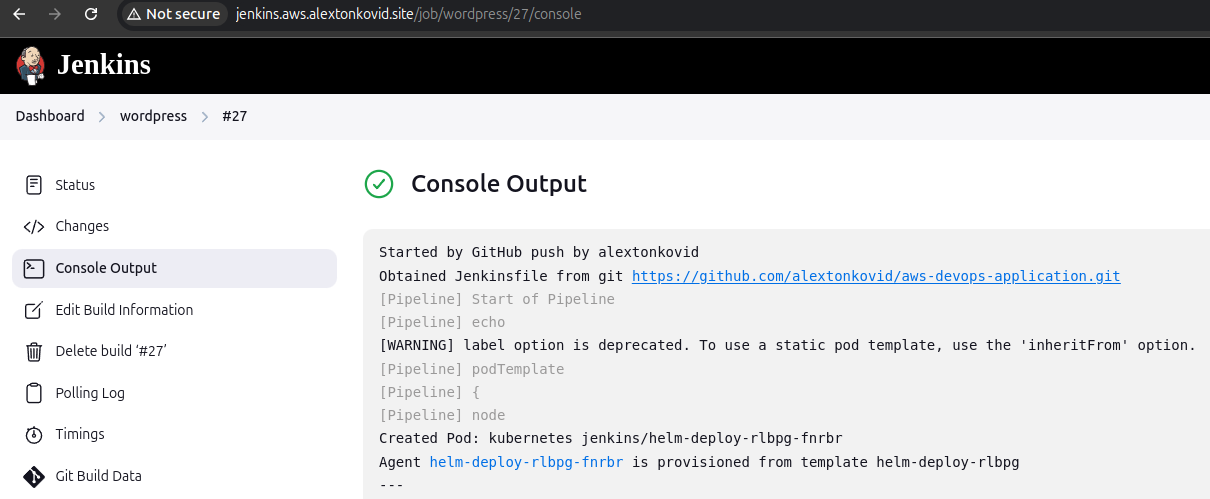 Not secure jenkins.aws.alextonkovid.site/job/wordpress/27/console
Jenkins
Dashboard wordpress #27
Status
Changes
Console Output
Edit Build Information
Delete build ‘#27’
Polling Log
Timings
Git Build Data
Console Output
Started by GitHub push by alextonkovid
Obtained Jenkinsfile from git https://github.com/alextonkovid/aws-devops-application.git
[Pipeline] Start of Pipeline
[Pipeline] echo
[WARNING] label option is deprecated. To use a static pod template, use the 'inheritFrom' option.
[Pipeline] podTemplate
[Pipeline] {
[Pipeline] node
Created Pod: kubernetes jenkins/helm-deploy-rlbpg-fnrbr
Agent helm-deploy-rlbpg-fnrbr is provisioned from template helm-deploy-rlbpg
---